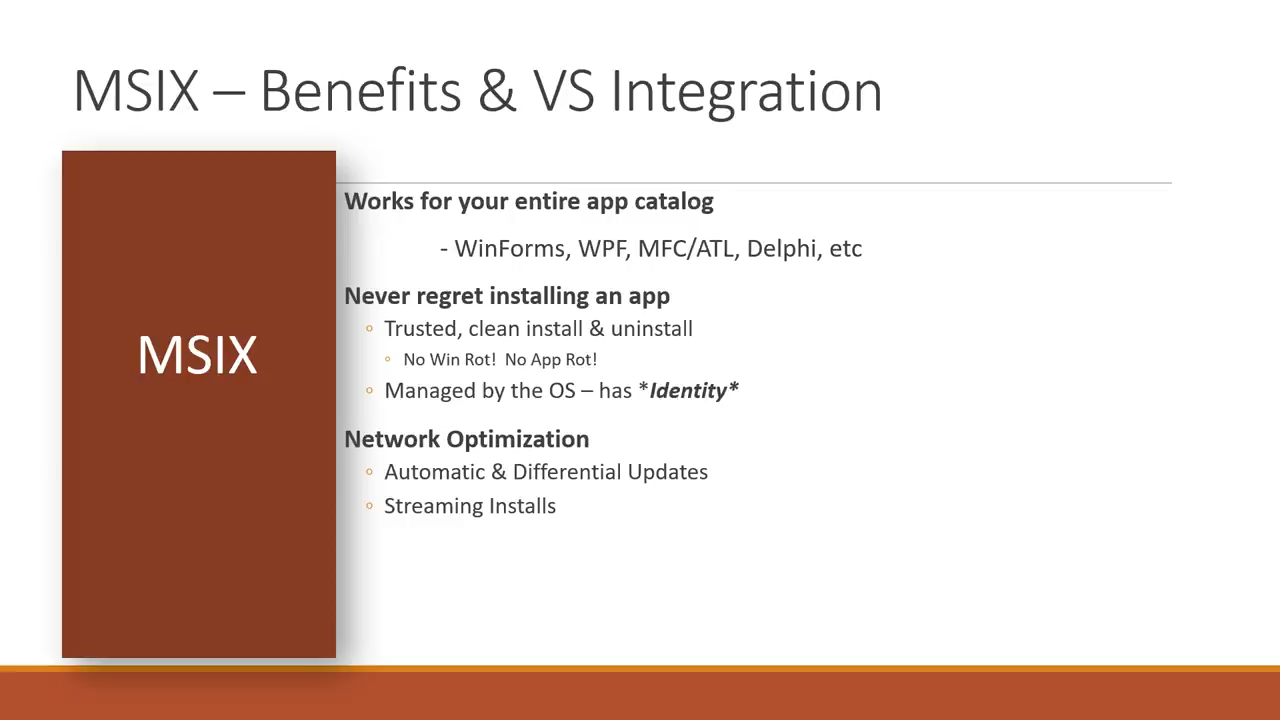 MSIX – Benefits & VS Integration
MSIX
Works for your entire app catalog
- WinForms, WPF, MFC/ATL, Delphi, etc
Never regret installing an app
◦ Trusted, clean install & uninstall
◦ No Win Rot!  No App Rot!
◦ Managed by the OS – has *Identity*
Network Optimization
◦ Automatic & Differential Updates
◦ Streaming Installs